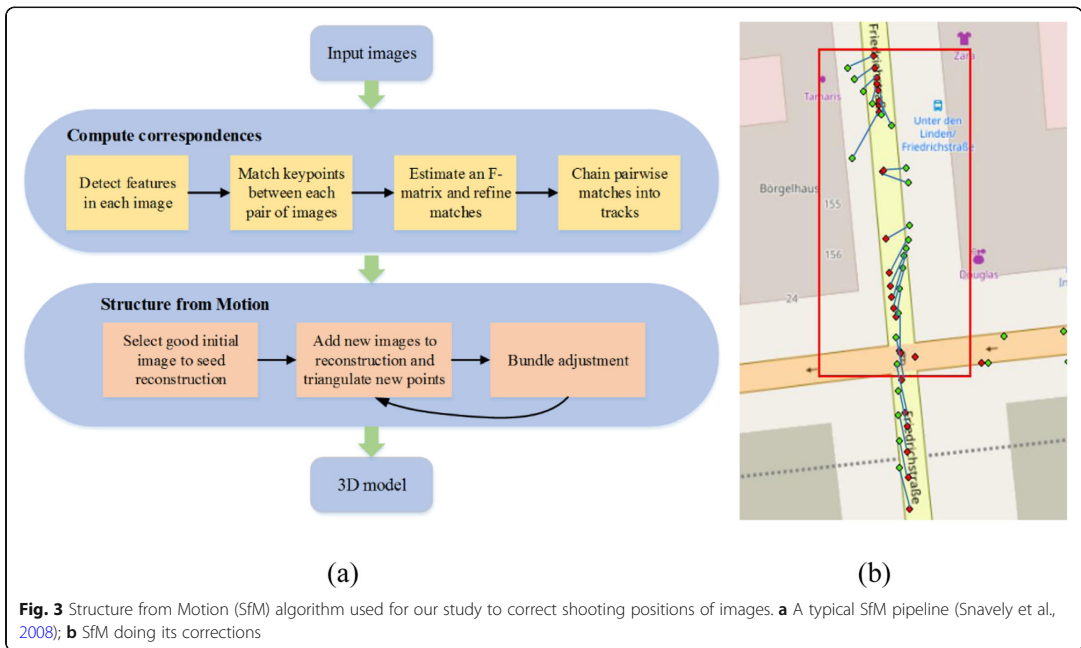 Input images
Compute correspondences
Detect features
in each image
Match keypoints
between each
pair of images
Estimate an F-
matrix and refine
matches
Chain pairwise
matches into
tracks
Structure from Motion
Select good initial
image to seed
reconstruction
Add new images to
reconstruction and
triangulate new points
Bundle adjustment
3D model
(a)
Zara
Tamaris
Unter den
Linden/
Friedrichstraße
Börgelhaus
155
156
Douglas
24
Friedrichstraße
(b)
Fig. 3 Structure from Motion (SfM) algorithm used for our study to correct shooting positions of images. a A typical SfM pipeline (Snavely et al.,
2008); b SfM doing its corrections